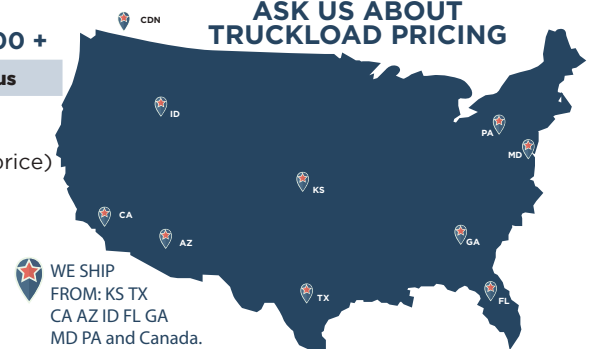 ASK US ABOUT
TRUCKLOAD PRICING
CDN
00 +
us
rice)
ID
PA
MD
KS
CA
AZ
GA
TX
FL
WE SHIP
FROM: KS TX
CA AZ ID FL GA
MD PA and Canada.